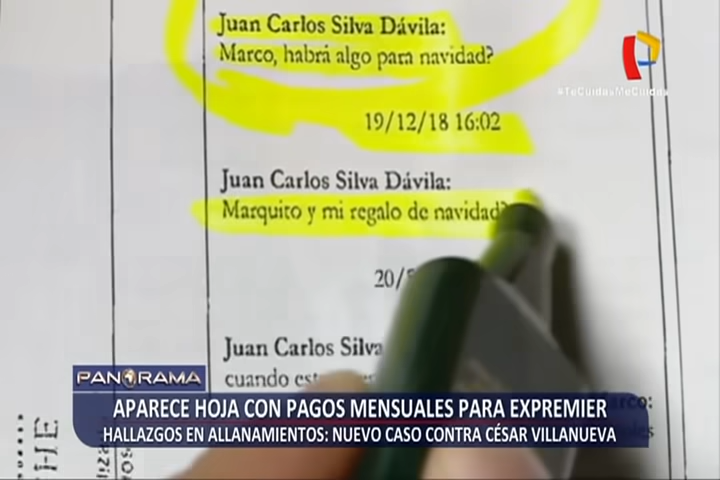 Juan Carlos Silva Dávila:
Marco, habrá algo para navidad?
#TeCuidasMeCuidas
19/12/18 16:02
Juan Carlos Silva Dávila:
Marquito y mi regalo de navidad?
20/
Juan Carlos Silva
cuando
PANORAMA
APARECE HOJA CON PAGOS MENSUALES PARA EXPREMIER
HALLAZGOS EN ALLANAMIENTOS: NUEVO CASO CONTRA CÉSAR VILLANUEVA